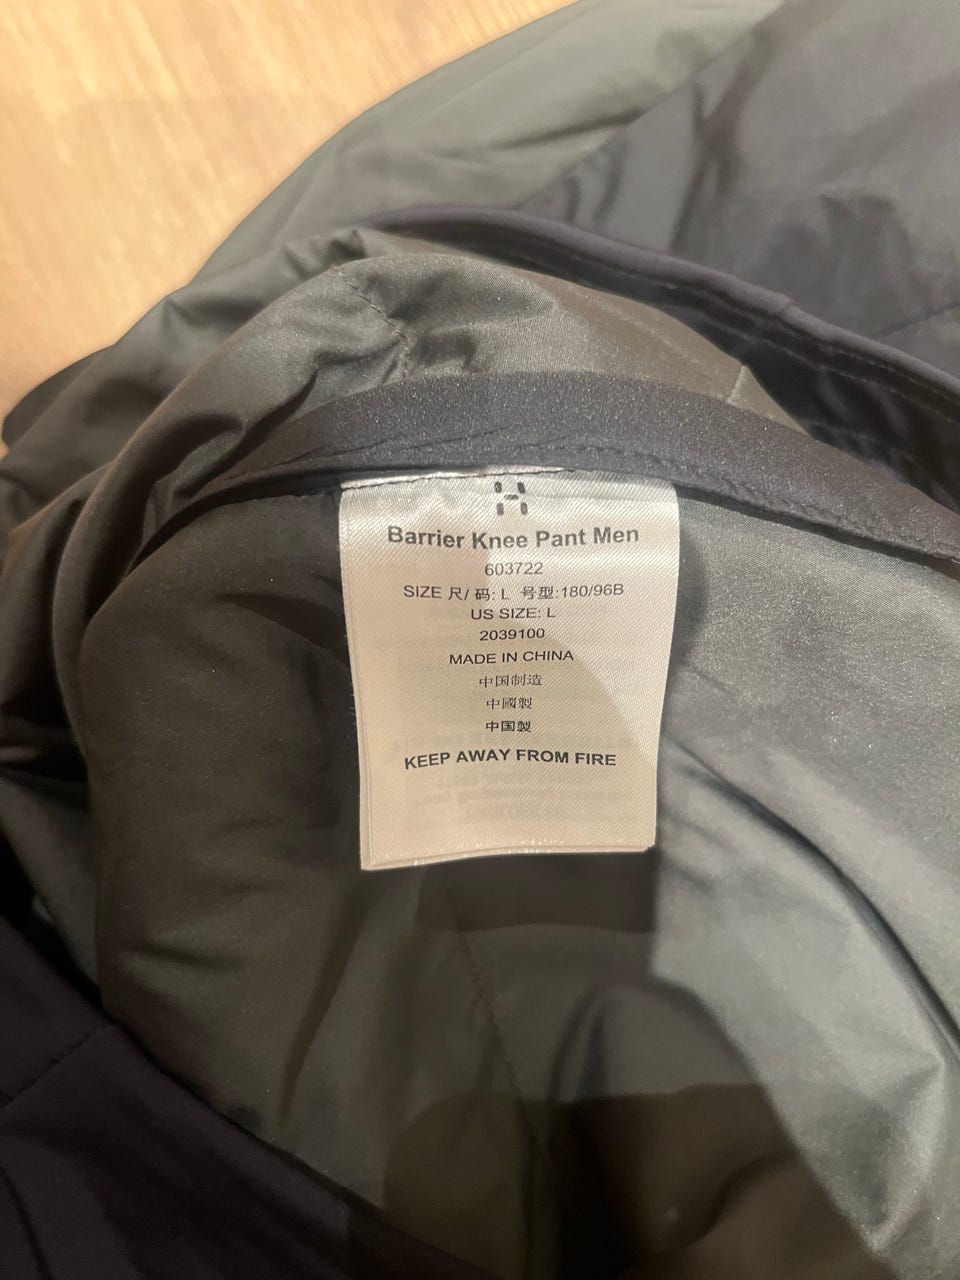 Barrier Knee Pant Men
603722
SIZE 尺/ 码: L 号型:180/96B
US SIZE: L
2039100
MADE IN CHINA
中国制造
中國製
中国製
KEEP AWAY FROM FIRE